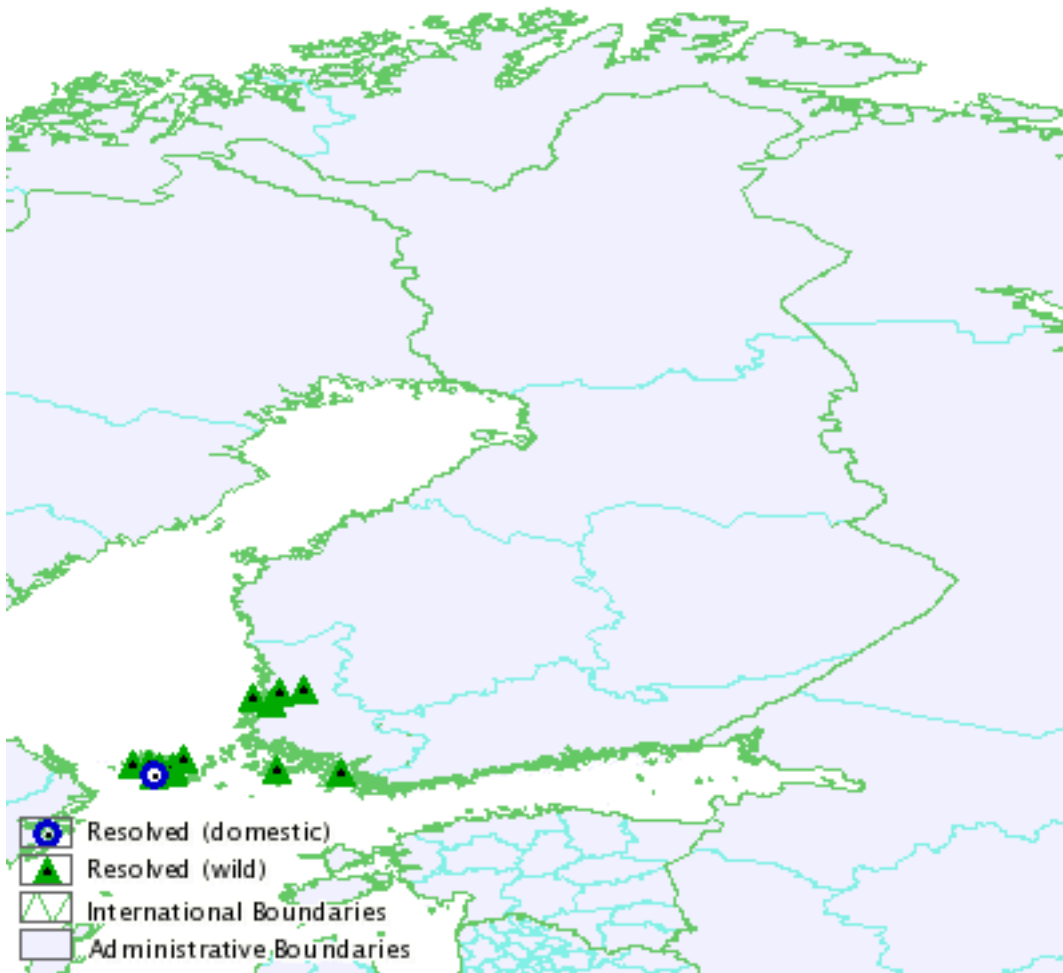 Resolved (domestic)
Resolved (wild)
International Boundaries
Administrative Boundaries